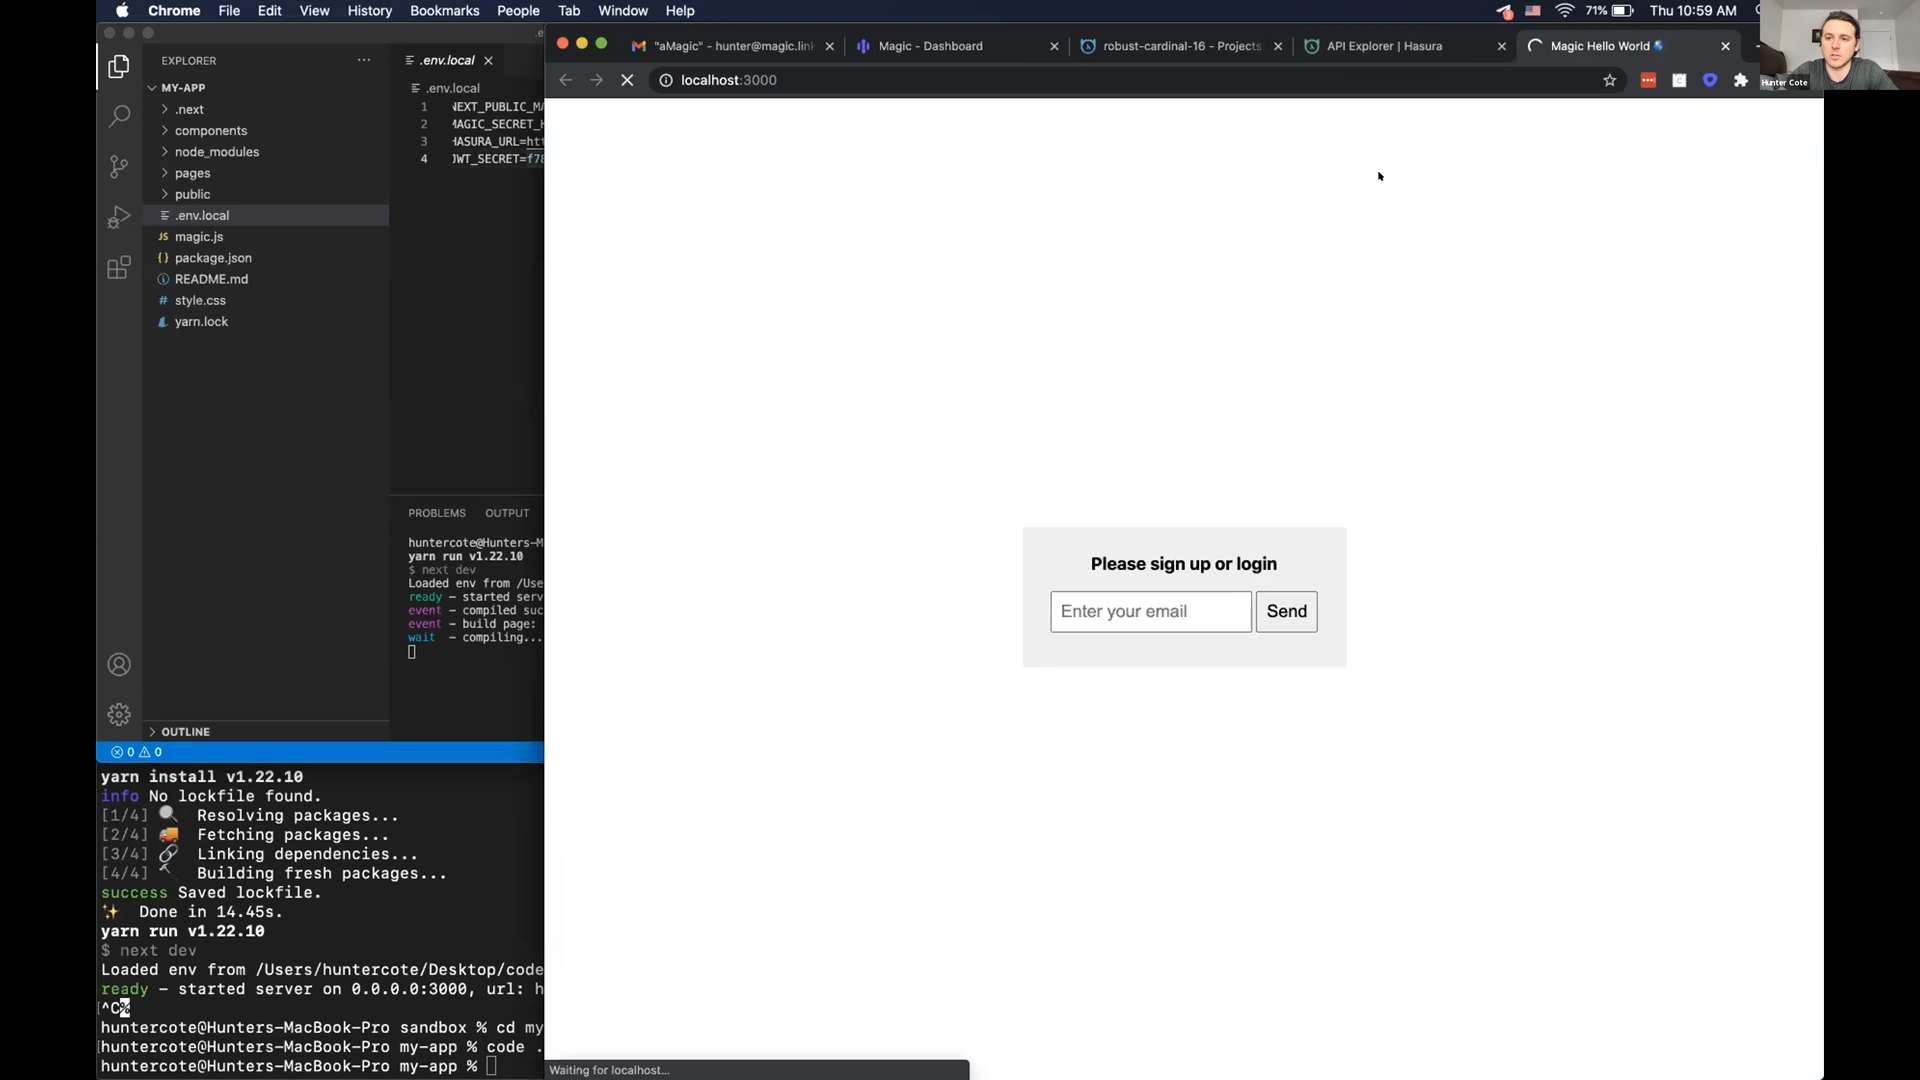 Chrome File Edit View History Bookmarks People Tab Window Help
71% Thu 10:59 AM
EXPLORER
MY-APP
.next
components
node_modules
pages
public
.env.local
JS magic.js
{} package.json
README.md
# style.css
yarn.lock
OUTLINE
0 0
.env.local
.env.local
1 NEXT_PUBLIC_MA
2 MAGIC_SECRET_K
3 HASURA_URL=htt
4 JWT_SECRET=f78
PROBLEMS OUTPUT
huntercote@Hunters-M
yarn run v1.22.10
$ next dev
Loaded env from /Use
ready - started serv
event - compiled suc
event - build page:
wait - compiling...
yarn install v1.22.10
info No lockfile found.
[1/4] Resolving packages...
[2/4] Fetching packages...
[3/4] Linking dependencies...
[4/4] Building fresh packages...
success Saved lockfile.
Done in 14.45s.
yarn run v1.22.10
$ next dev
Loaded env from /Users/huntercote/Desktop/code
ready - started server on 0.0.0.0:3000, url: h
^C%
huntercote@Hunters-MacBook-Pro sandbox % cd my
huntercote@Hunters-MacBook-Pro my-app % code .
huntercote@Hunters-MacBook-Pro my-app %
"aMagic" - hunter@magic.lin
Magic - Dashboard
robust-cardinal-16 - Projects
API Explorer | Hasura
Magic Hello World
localhost:3000
Please sign up or login
Enter your email
Send
Waiting for localhost...
Hunter Cote